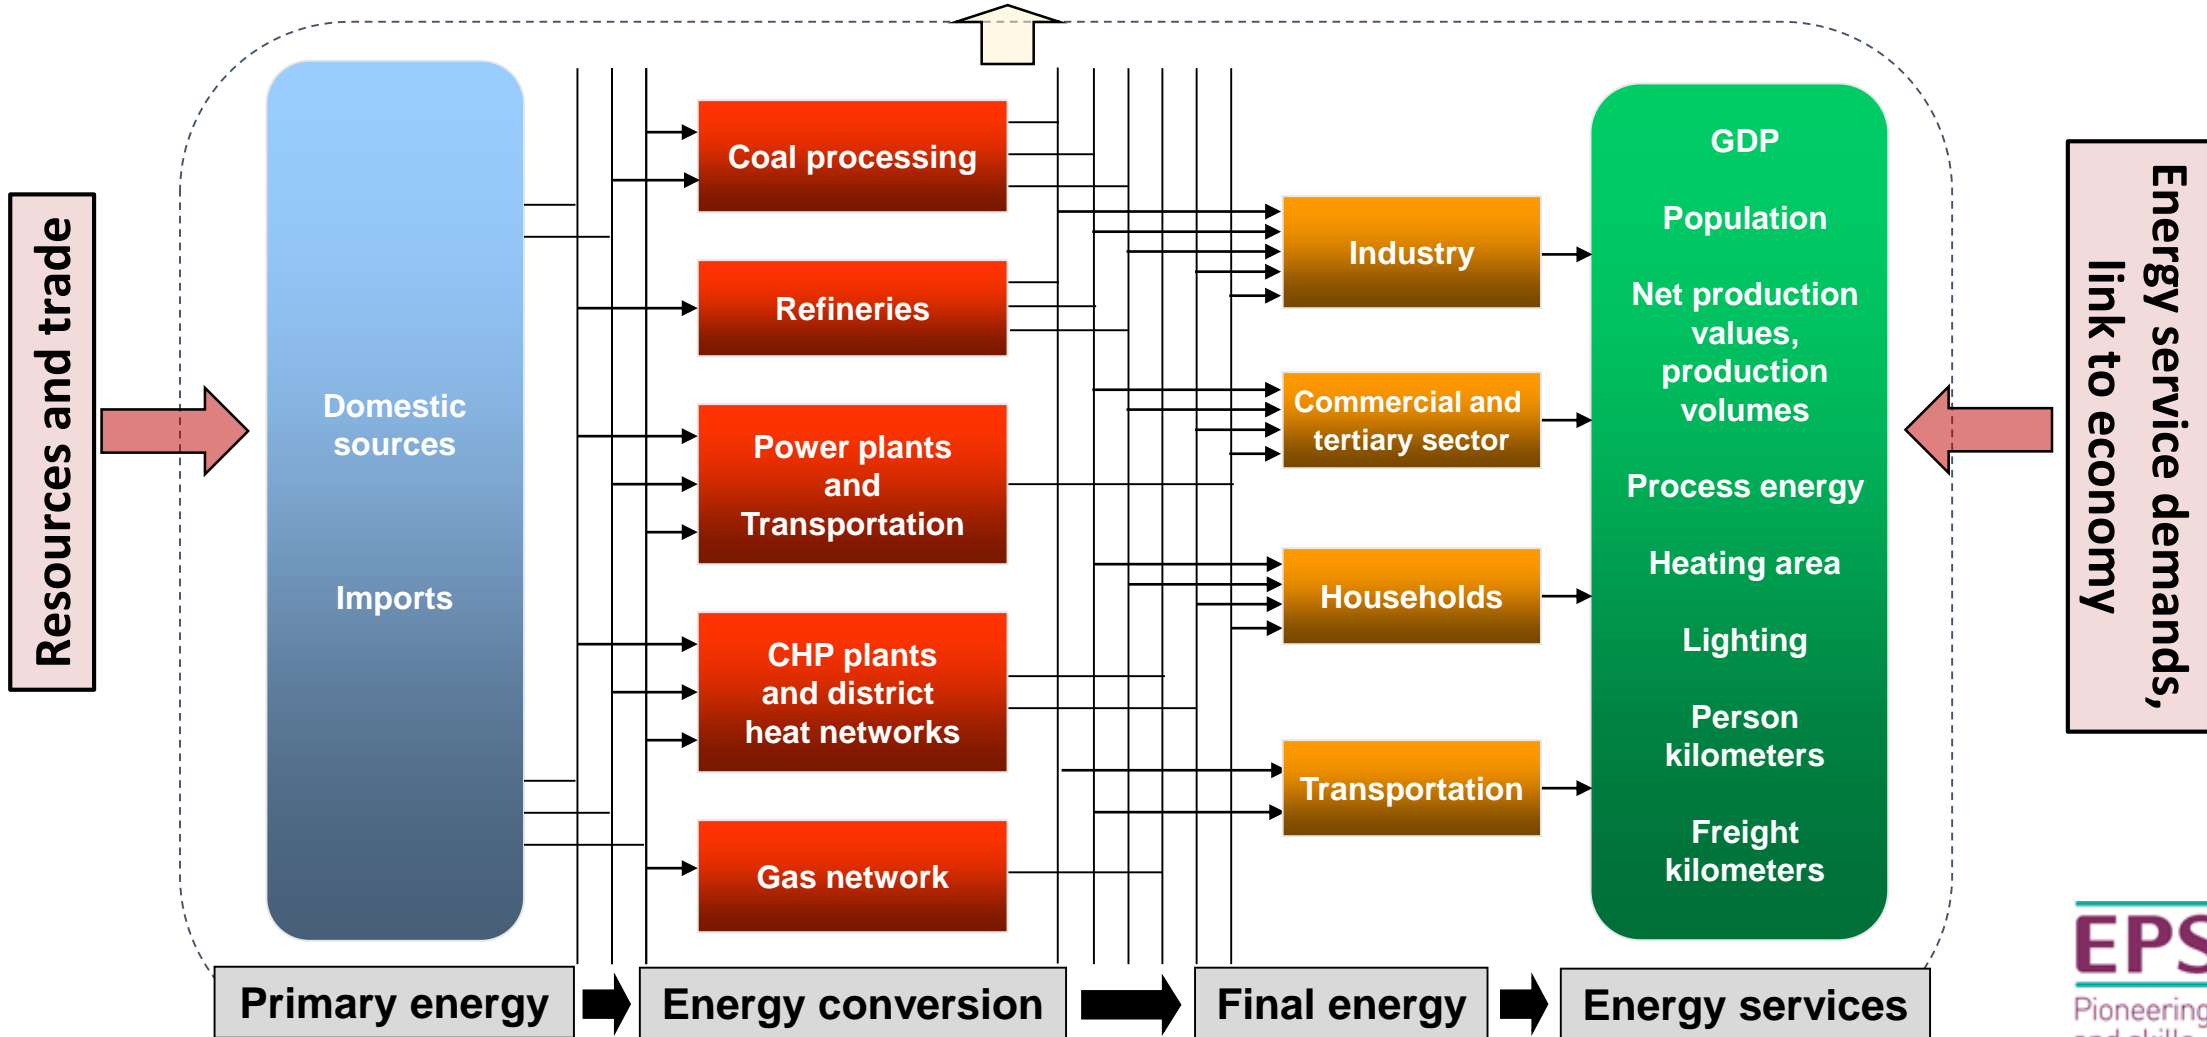 Resources and trade
Domestic
sources
Imports
Coal processing
Refineries
Power plants
and
Transportation
CHP plants
and district
heat networks
Gas network
Industry
Commercial and
tertiary sector
Households
Transportation
GDP
Population
Net production
values,
production
volumes
Process energy
Heating area
Lighting
Person
kilometers
Freight
kilometers
Energy service demands,
link to economy
Primary energy
Energy conversion
Final energy
Energy services
EPS
Pioneering
and skills